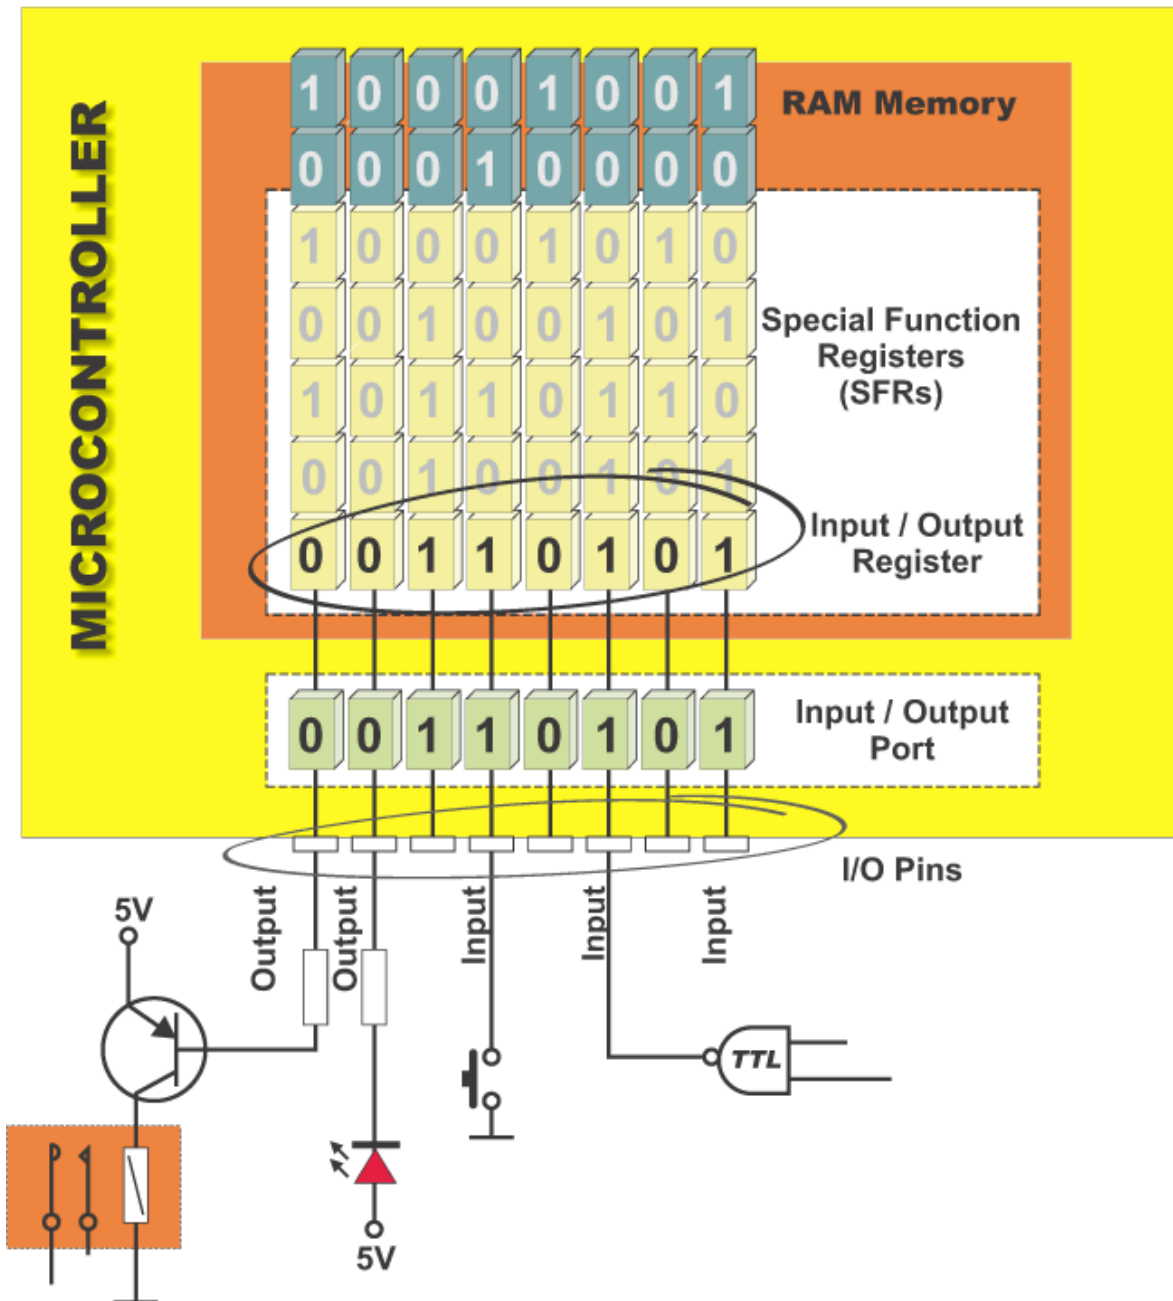 MICROCONTROLLER
1 0 0 0 1 0 0 1
RAM Memory
0 0 0 1 0 0 0 0
1 0 0 0 1 0 1 0
0 0 1 0 0 1 0 1
Special Function
Registers
(SFRs)
1 0 1 1 0 1 1 0
0 0 1 0 0 1 0 1
0 0 1 1 0 1 0 1
Input / Output
Register
0 0 1 1 0 1 0 1
Input / Output
Port
I/O Pins
Output
Output
Input
Input
Input
5V
TTL
5V